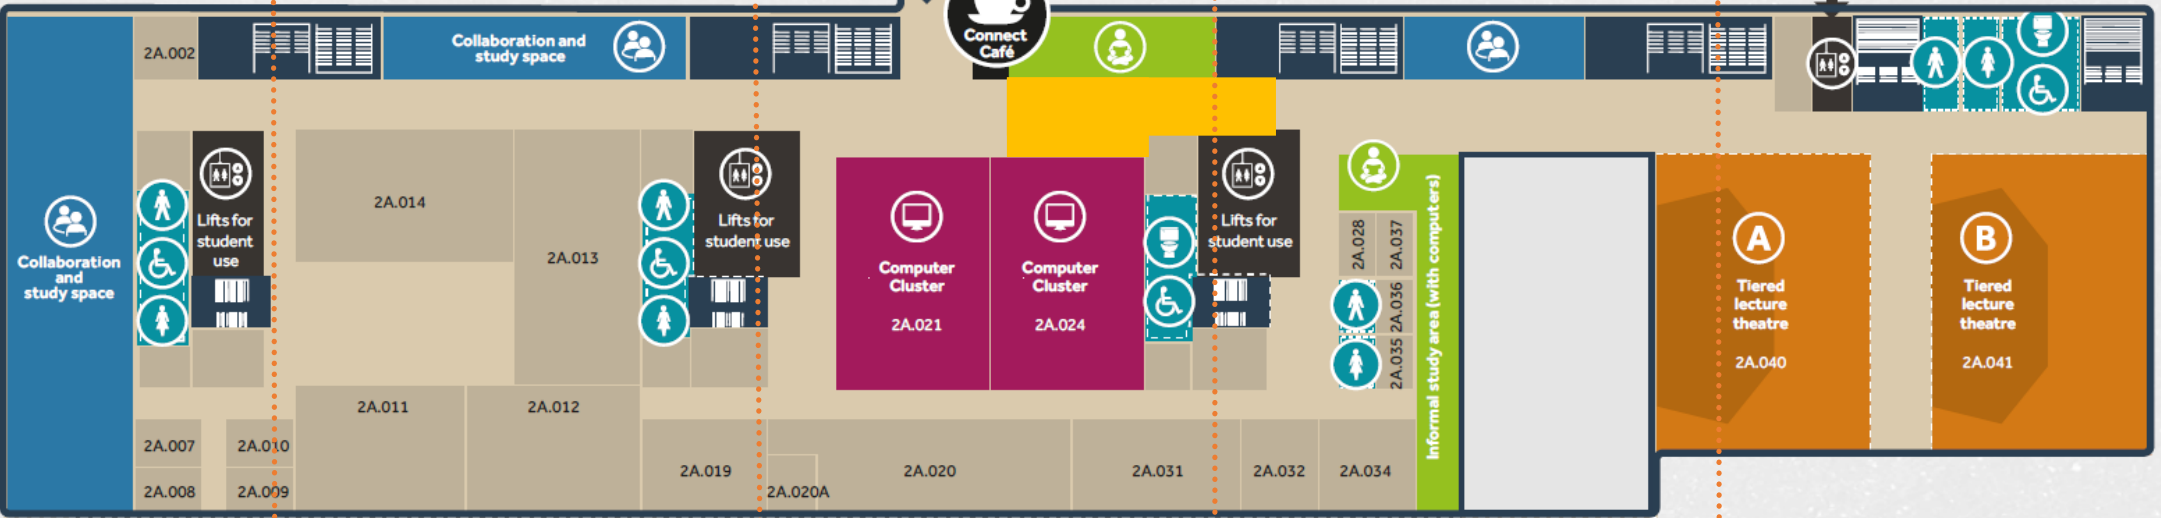 Connect
Café
2A.002
Collaboration and
study space
Lifts for
student
use
2A.014
2A.013
Lifts for
student use
Computer
Cluster
2A.021
Computer
Cluster
2A.024
Lifts for
student use
2A.028
2A.037
2A.036
2A.035
Informal study area (with computers)
A
Tiered
lecture
theatre
2A.040
B
Tiered
lecture
theatre
2A.041
Collaboration
and
study space
2A.011
2A.012
2A.007
2A.010
2A.008
2A.009
2A.019
2A.020
2A.020A
2A.031
2A.032
2A.034